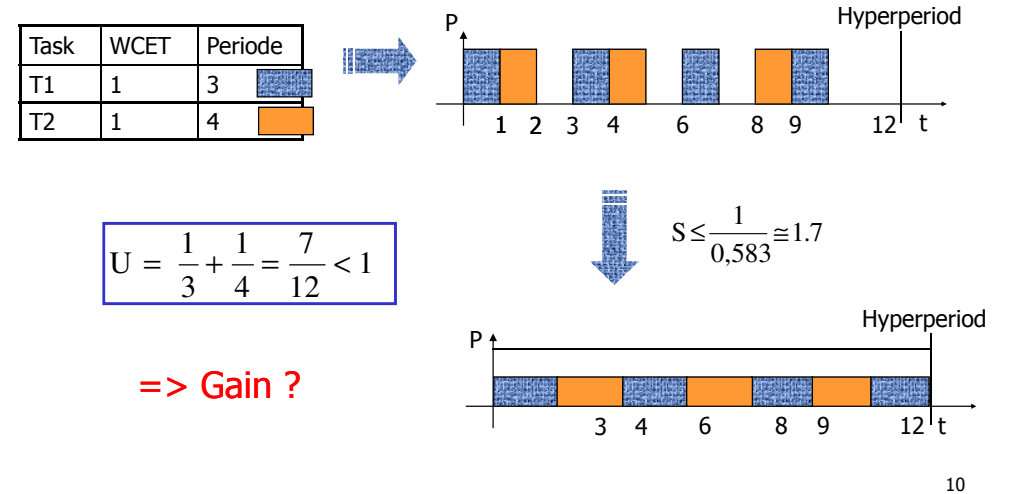 Task WCET Periode
T1 1 3
T2 1 4
P
Hyperperiod
1 2 3 4 6 8 9 12 t
U = 1/3 + 1/4 = 7/12 < 1
S ≤ 1/0,583 ≅ 1.7
=> Gain ?
P
Hyperperiod
3 4 6 8 9 12 t
10